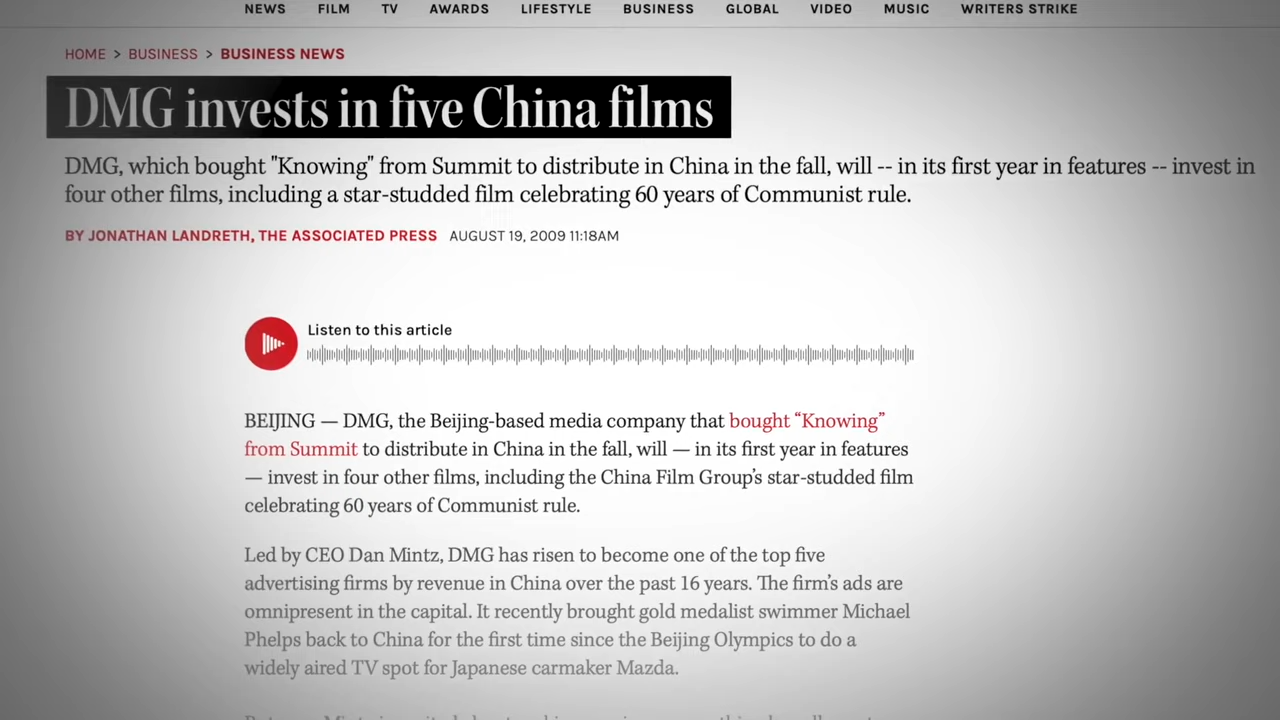 NEWS FILM TV AWARDS LIFESTYLE BUSINESS GLOBAL VIDEO MUSIC WRITERS STRIKE
HOME > BUSINESS > BUSINESS NEWS
DMG invests in five China films
DMG, which bought "Knowing" from Summit to distribute in China in the fall, will -- in its first year in features -- invest in
four other films, including a star-studded film celebrating 60 years of Communist rule.
BY JONATHAN LANDRETH, THE ASSOCIATED PRESS AUGUST 19, 2009 11:18AM
Listen to this article
BEIJING — DMG, the Beijing-based media company that bought “Knowing”
from Summit to distribute in China in the fall, will — in its first year in features
— invest in four other films, including the China Film Group’s star-studded film
celebrating 60 years of Communist rule.
Led by CEO Dan Mintz, DMG has risen to become one of the top five
advertising firms by revenue in China over the past 16 years. The firm’s ads are
omnipresent in the capital. It recently brought gold medalist swimmer Michael
Phelps back to China for the first time since the Beijing Olympics to do a
widely aired TV spot for Japanese carmaker Mazda.